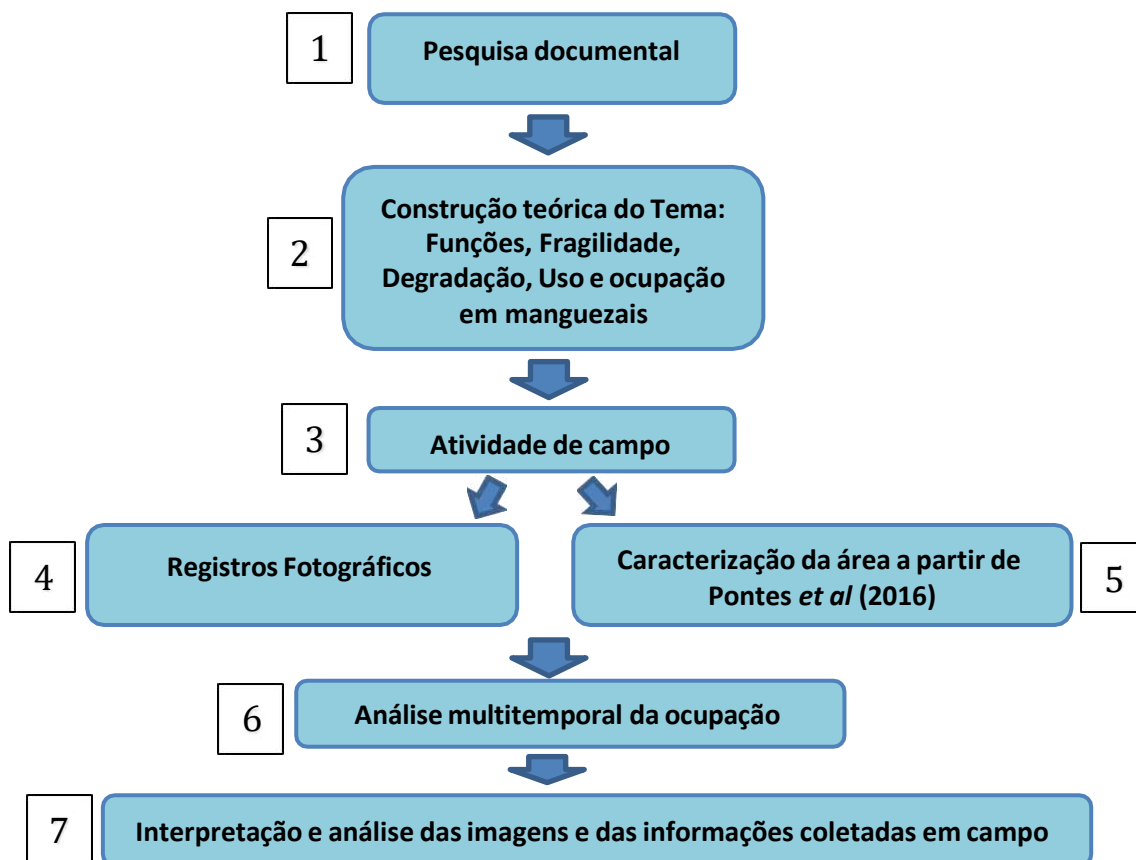 1
Pesquisa documental
2
Construção teórica do Tema:
Funções, Fragilidade,
Degradação, Uso e ocupação
em manguezais
3
Atividade de campo
4
Registros Fotográficos
Caracterização da área a partir de
Pontes et al (2016)
5
6
Análise multitemporal da ocupação
7
Interpretação e análise das imagens e das informações coletadas em campo